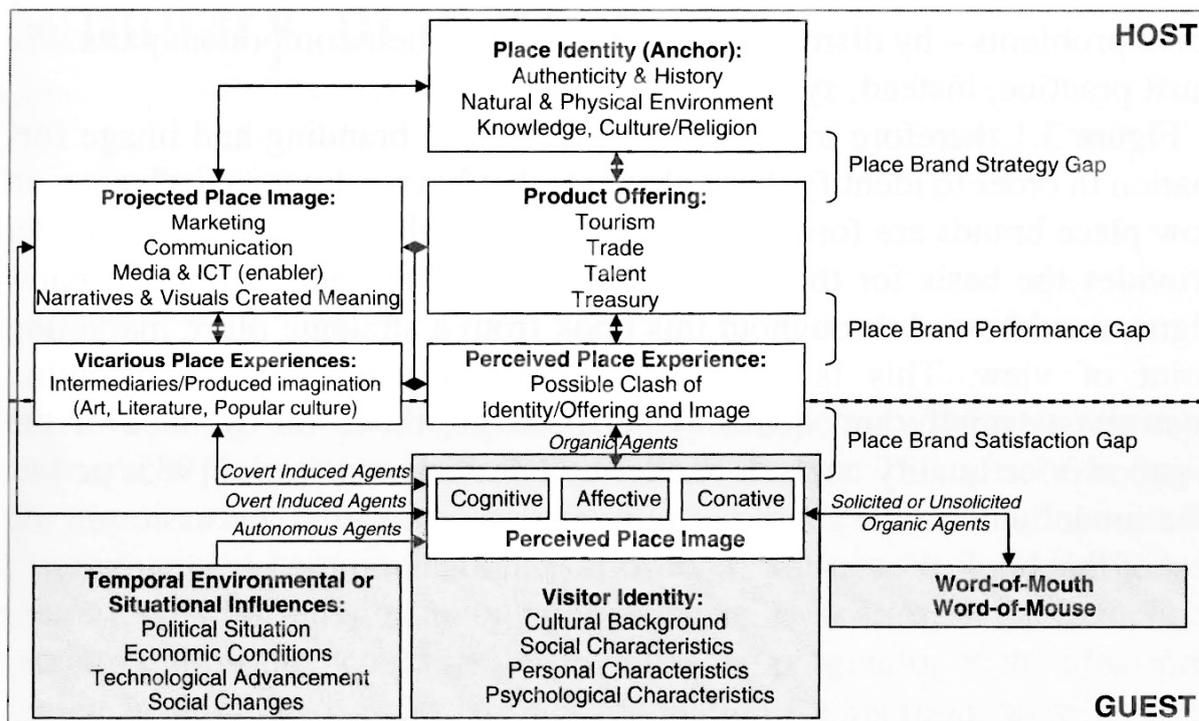 HOST
Place Identity (Anchor):
Authenticity & History
Natural & Physical Environment
Knowledge, Culture/Religion
Place Brand Strategy Gap
Projected Place Image:
Marketing
Communication
Media & ICT (enabler)
Narratives & Visuals Created Meaning
Product Offering:
Tourism
Trade
Talent
Treasury
Place Brand Performance Gap
Vicarious Place Experiences:
Intermediaries/Produced imagination
(Art, Literature, Popular culture)
Perceived Place Experience:
Possible Clash of
Identity/Offering and Image
Place Brand Satisfaction Gap
Organic Agents
Covert Induced Agents
Overt Induced Agents
Autonomous Agents
Cognitive
Affective
Conative
Perceived Place Image
Solicited or Unsolicited
Organic Agents
Temporal Environmental or
Situational Influences:
Political Situation
Economic Conditions
Technological Advancement
Social Changes
Visitor Identity:
Cultural Background
Social Characteristics
Personal Characteristics
Psychological Characteristics
Word-of-Mouth
Word-of-Mouse
GUEST